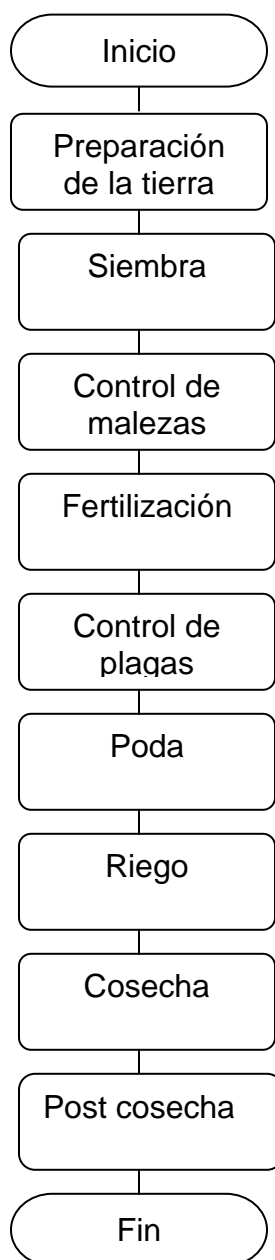 Inicio
Preparación
de la tierra
Siembra
Control de
malezas
Fertilización
Control de
plagas
Poda
Riego
Cosecha
Post cosecha
Fin